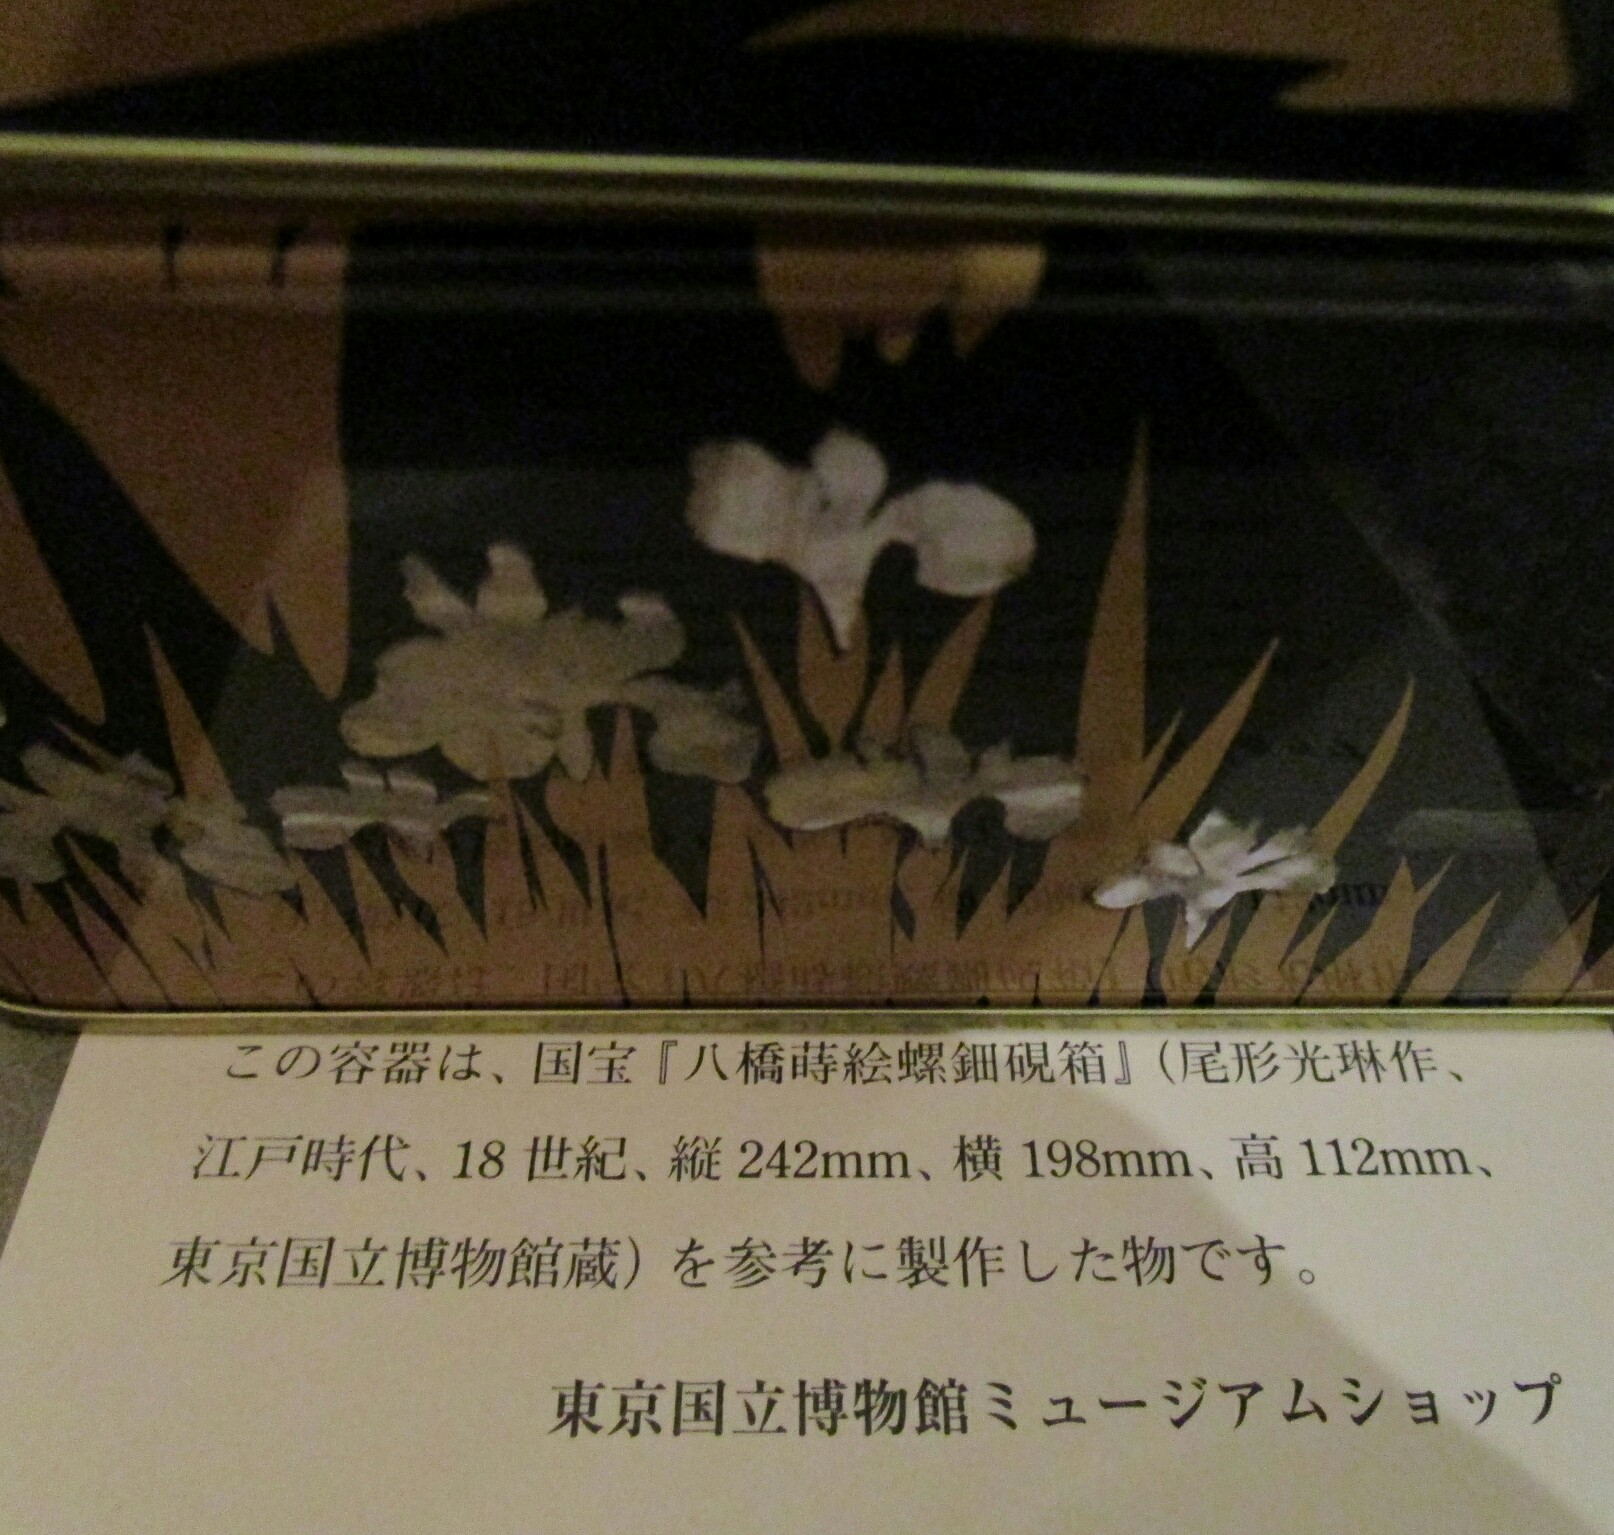 この容器は、国宝『八橋蒔絵螺鈿硯箱』（尾形光琳作、
江戸時代、18 世紀、縦 242mm、横 198mm、高 112mm、
東京国立博物館蔵）を参考に製作した物です。
東京国立博物館ミュージアムショップ